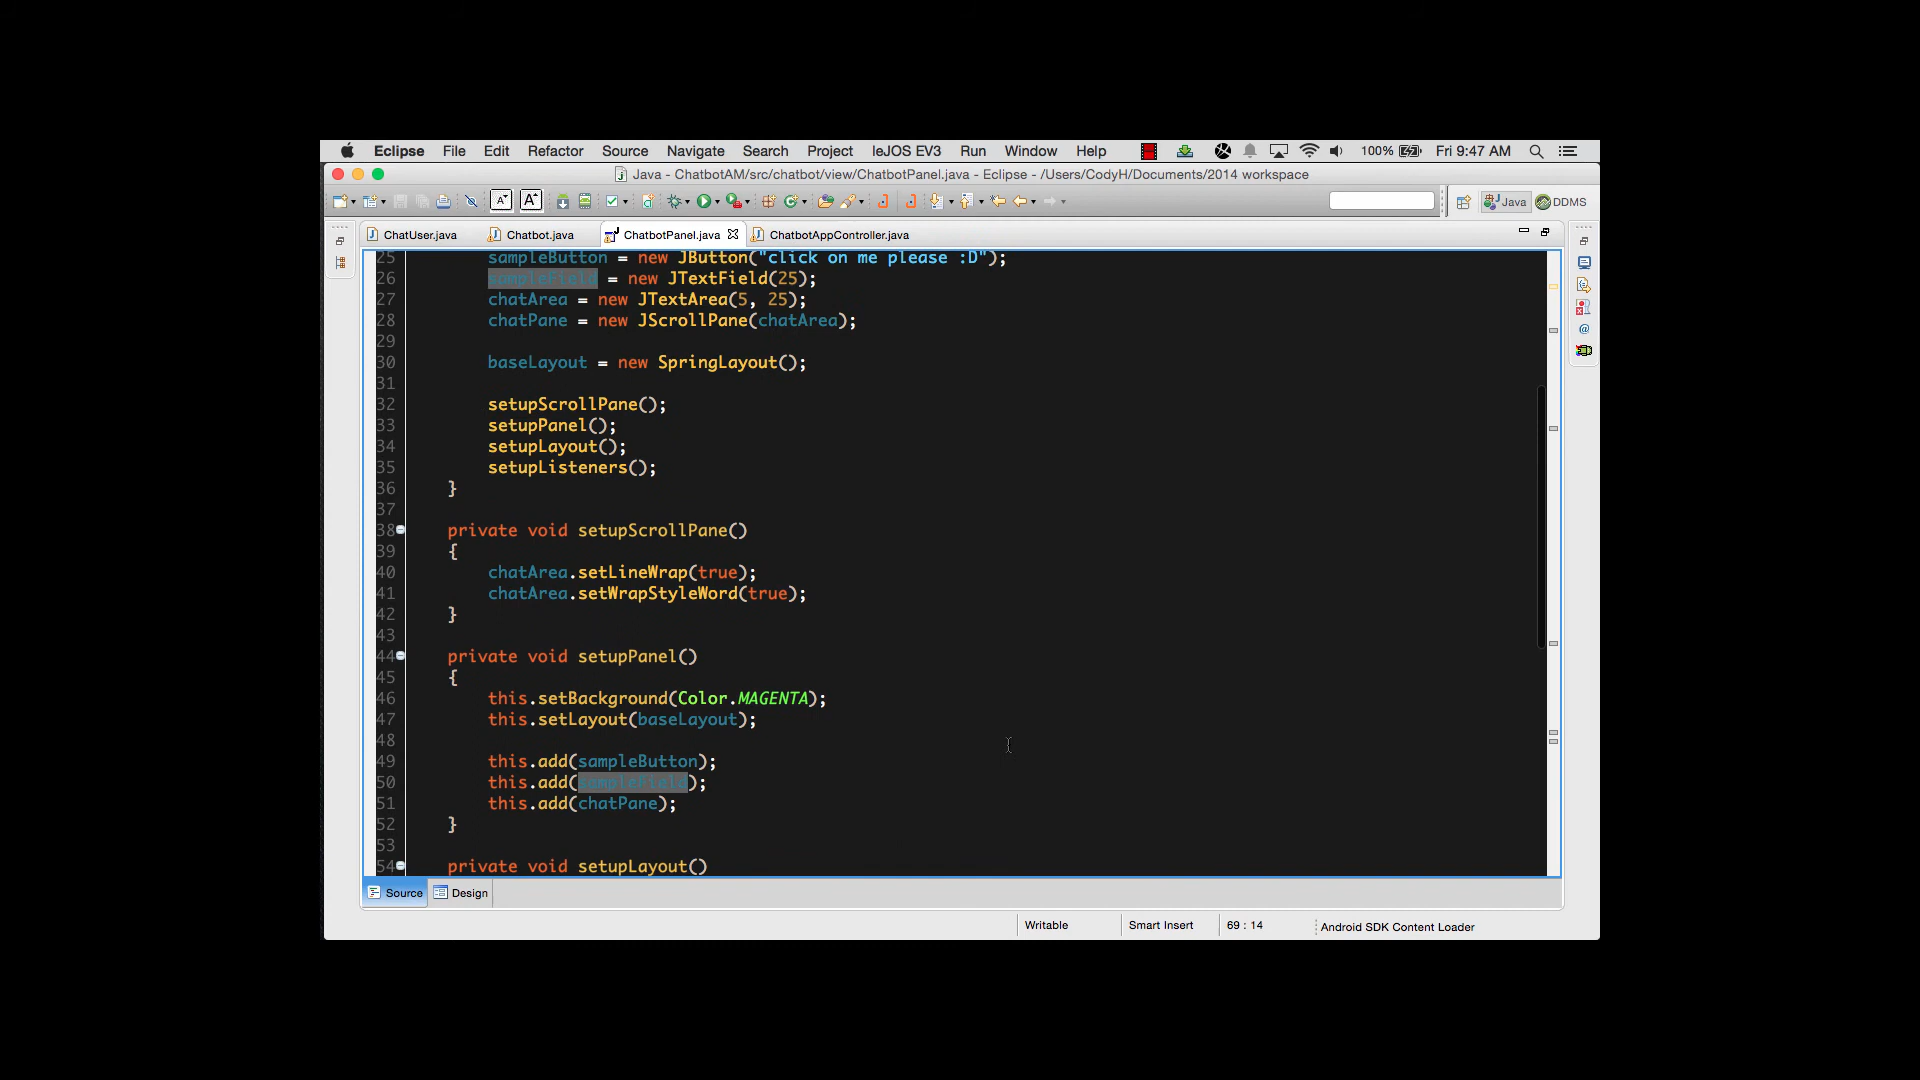 Eclipse File Edit Refactor Source Navigate Search Project leJOS EV3 Run Window Help 100% Fri 9:47 AM
Java - ChatbotAM/src/chatbot/view/ChatbotPanel.java - Eclipse - /Users/CodyH/Documents/2014 workspace
Java DDMS
ChatUser.java Chatbot.java ChatbotPanel.java ChatbotAppController.java
25 sampleButton = new JButton("click on me please :D");
26 sampleField = new JTextField(25);
27 chatArea = new JTextArea(5, 25);
28 chatPane = new JScrollPane(chatArea);
29
30 baseLayout = new SpringLayout();
31
32 setupScrollPane();
33 setupPanel();
34 setupLayout();
35 setupListeners();
36 }
37
38 private void setupScrollPane()
39 {
40 chatArea.setLineWrap(true);
41 chatArea.setWrapStyleWord(true);
42 }
43
44 private void setupPanel()
45 {
46 this.setBackground(Color.MAGENTA);
47 this.setLayout(baseLayout);
48
49 this.add(sampleButton);
50 this.add(sampleField);
51 this.add(chatPane);
52 }
53
54 private void setupLayout()
Source Design
Writable Smart Insert 69 : 14 Android SDK Content Loader